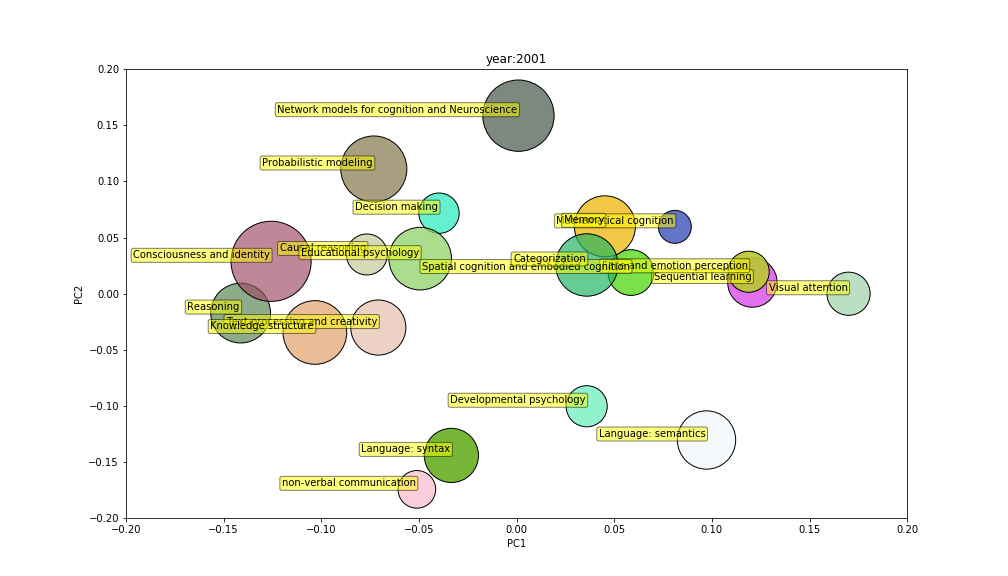 year:2001
0.20
0.15
0.10
0.05
0.00
−0.05
−0.10
−0.15
−0.20
PC2
Network models for cognition and Neuroscience
Probabilistic modeling
Decision making
Memory
cognition
Consciousness and identity
Causal reasoning
Educational psychology
Categorization
Spatial cognition and embodied cognition
and emotion perception
Sequential learning
Visual attention
Reasoning
Knowledge structure
and creativity
Developmental psychology
Language: semantics
Language: syntax
non-verbal communication
−0.20
−0.15
−0.10
−0.05
0.00
0.05
0.10
0.15
0.20
PC1